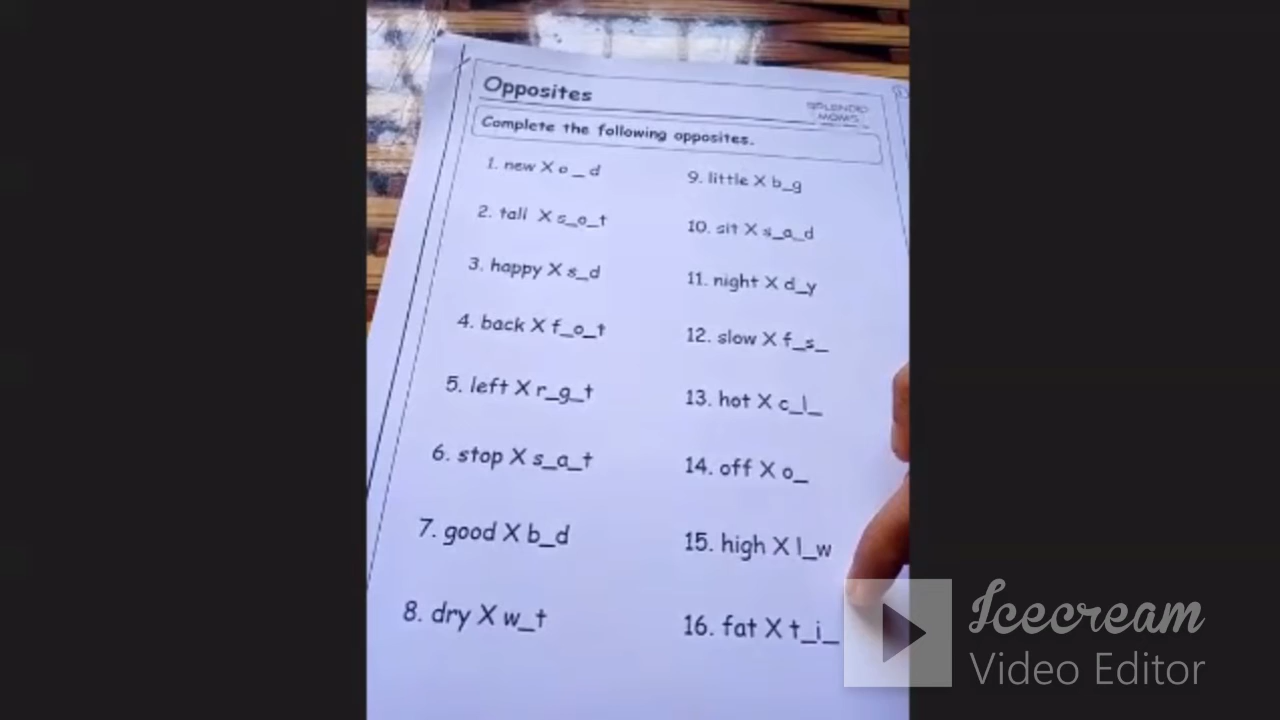 Opposites
SPLENDID
MOM'S
Complete the following opposites.
1. new X o _ d
2. tall X s_o_t
3. happy X s_d
4. back X f_o_t
5. left X r_g_t
6. stop X s_a_t
7. good X b_d
8. dry X w_t
9. little X b_g
10. sit X s_a_d
11. night X d_y
12. slow X f_s_
13. hot X c_l_
14. off X o_
15. high X l_w
16. fat X t_i_
Icecream
Video Editor